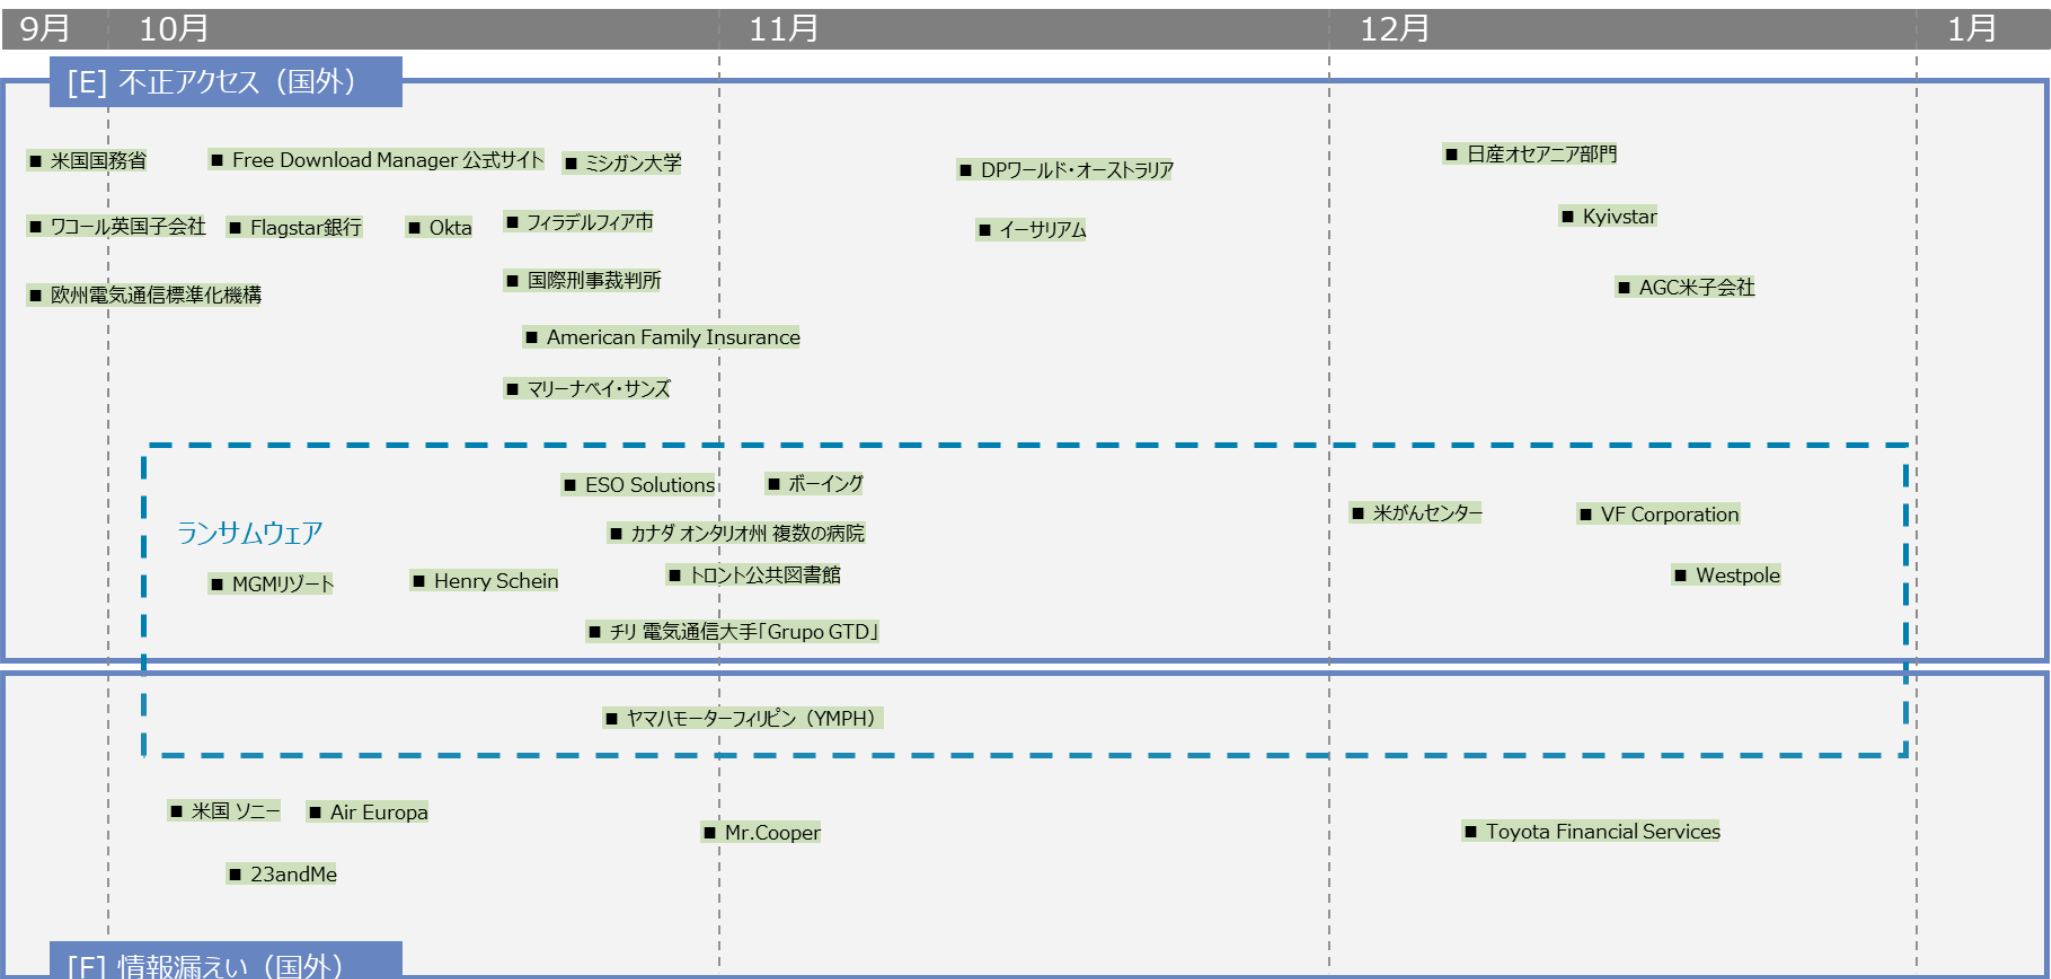 9月 10月 11月 12月 1月
[E] 不正アクセス（国外）
■ 米国国務省 ■ Free Download Manager 公式サイト ■ ミシガン大学 ■ DPワールド・オーストラリア ■ 日産オセアニア部門
■ ワコール英国子会社 ■ Flagstar銀行 ■ Okta ■ フィラデルフィア市 ■ イーサリアム ■ Kyivstar
■ 欧州電気通信標準化機構 ■ 国際刑事裁判所 ■ AGC米子会社
■ American Family Insurance
■ マリーナベイ・サンズ
■ ESO Solutions ■ ボーイング
ランサムウェア ■ カナダ オンタリオ州 複数の病院 ■ 米がんセンター ■ VF Corporation
■ MGMリゾート ■ Henry Schein ■ トロント公共図書館 ■ Westpole
■ チリ 電気通信大手「Grupo GTD」
■ ヤマハモーターフィリピン（YMPH）
■ 米国 ソニー ■ Air Europa ■ Mr.Cooper ■ Toyota Financial Services
■ 23andMe
[F] 情報漏えい（国外）